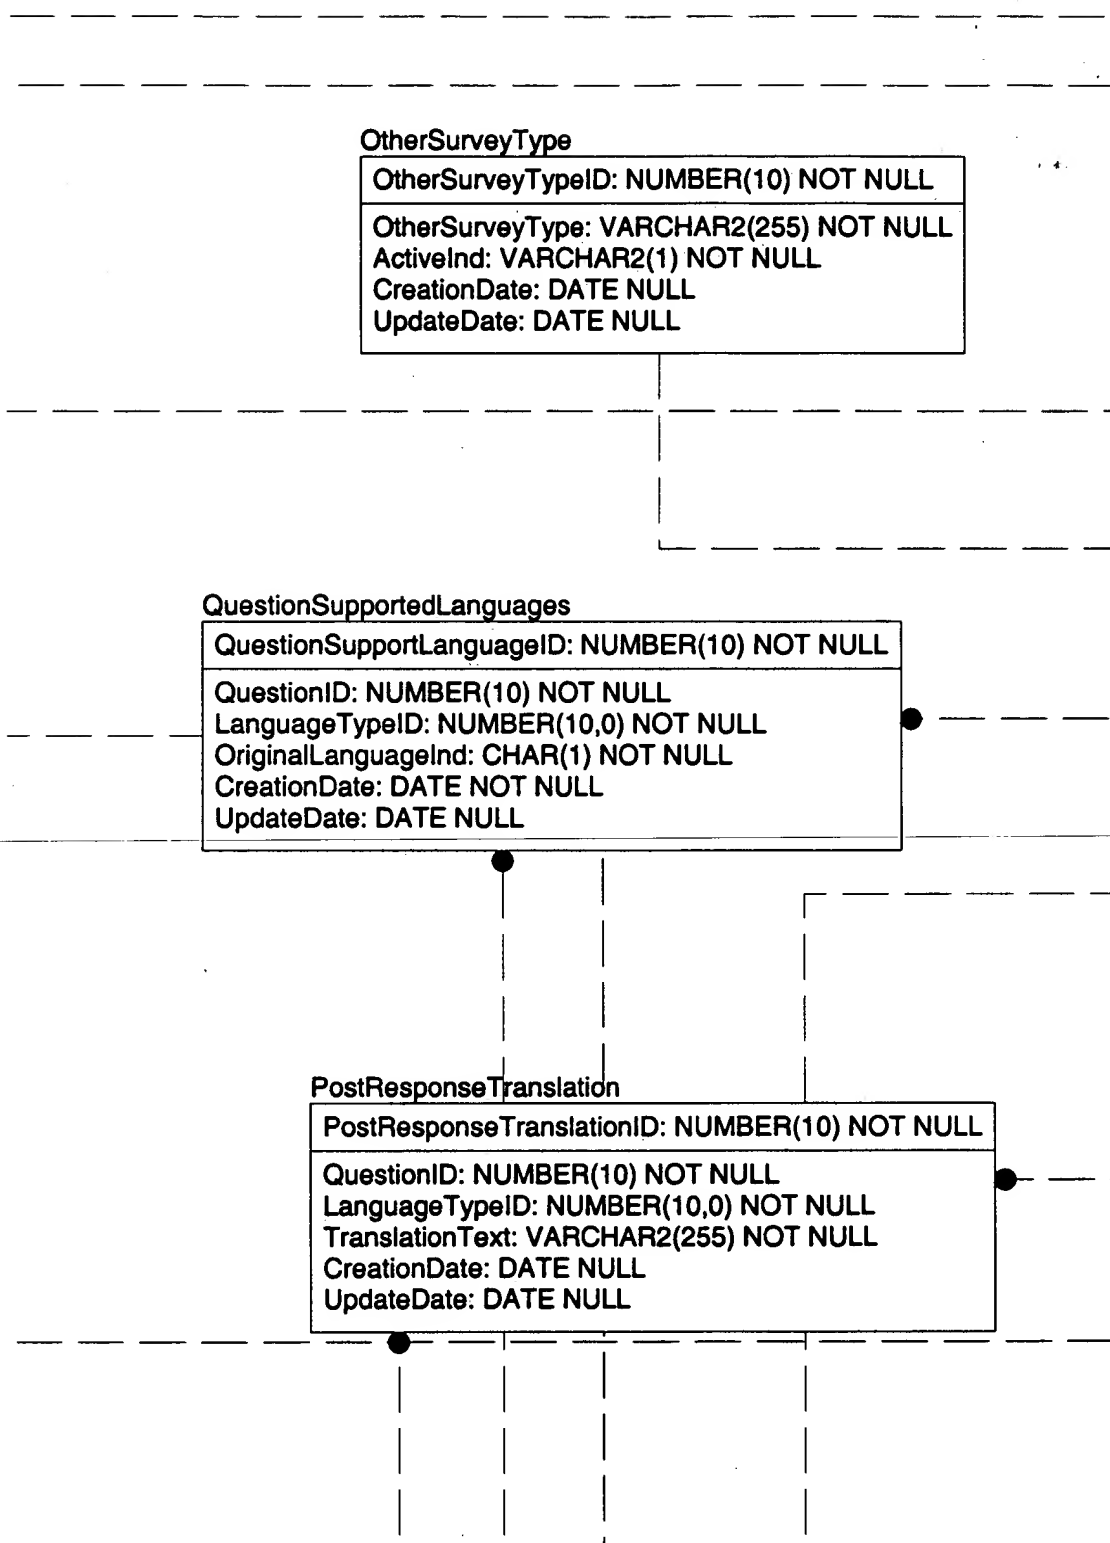 OtherSurveyType
OtherSurveyTypeID: NUMBER(10) NOT NULL
OtherSurveyType: VARCHAR2(255) NOT NULL
ActiveInd: VARCHAR2(1) NOT NULL
CreationDate: DATE NULL
UpdateDate: DATE NULL
QuestionSupportedLanguages
QuestionSupportLanguageID: NUMBER(10) NOT NULL
QuestionID: NUMBER(10) NOT NULL
LanguageTypeID: NUMBER(10,0) NOT NULL
OriginalLanguageInd: CHAR(1) NOT NULL
CreationDate: DATE NOT NULL
UpdateDate: DATE NULL
PostResponseTranslation
PostResponseTranslationID: NUMBER(10) NOT NULL
QuestionID: NUMBER(10) NOT NULL
LanguageTypeID: NUMBER(10,0) NOT NULL
TranslationText: VARCHAR2(255) NOT NULL
CreationDate: DATE NULL
UpdateDate: DATE NULL